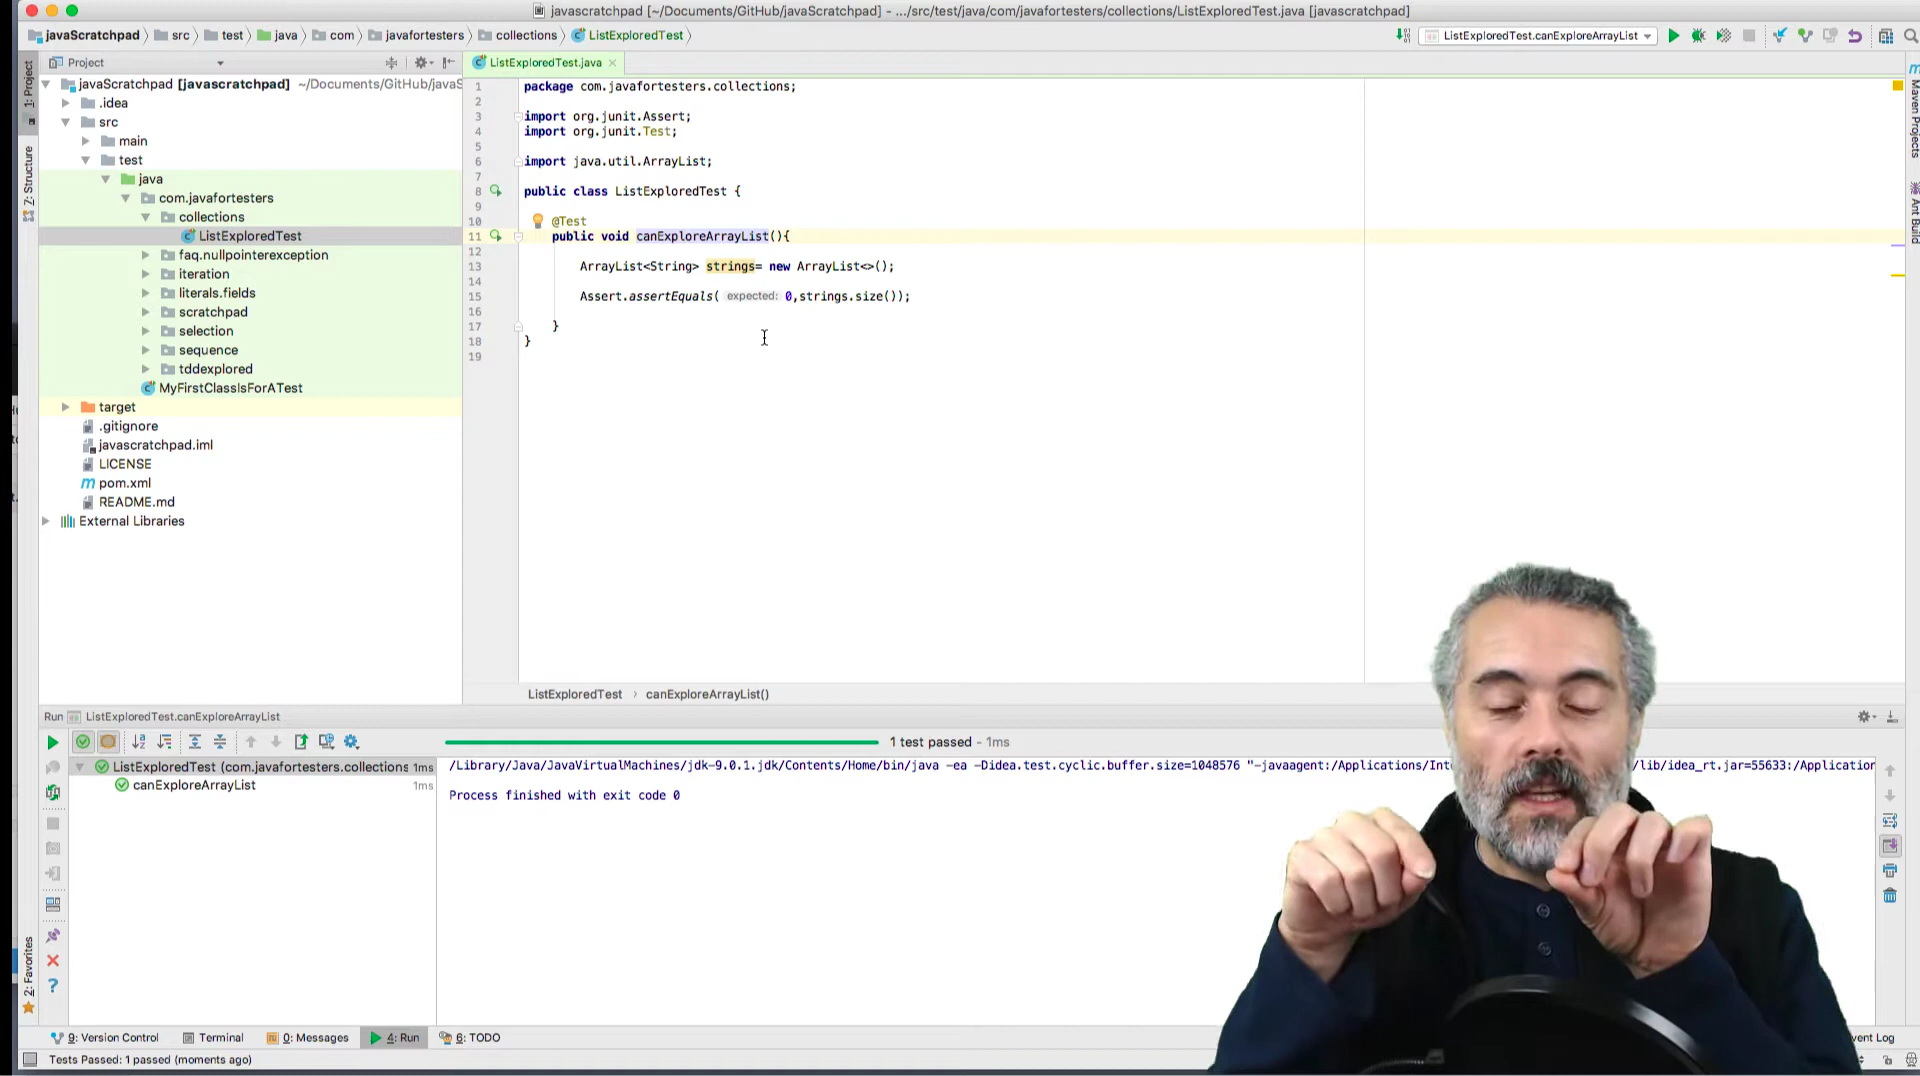 javascratchpad [~/Documents/GitHub/javaScratchpad] - .../src/test/java/com/javafortesters/collections/ListExploredTest.java [javascratchpad]
javaScratchpad src test java com javafortesters collections ListExploredTest
ListExploredTest.canExploreArrayList
Project
ListExploredTest.java
1: Project
7: Structure
2: Favorites
Maven Projects
Ant Build
javaScratchpad [javascratchpad] ~/Documents/GitHub/javaS
.idea
src
main
test
java
com.javafortesters
collections
ListExploredTest
faq.nullpointerexception
iteration
literals.fields
scratchpad
selection
sequence
tddexplored
MyFirstClassIsForATest
target
.gitignore
javascratchpad.iml
LICENSE
pom.xml
README.md
External Libraries
1 package com.javafortesters.collections;
2
3 import org.junit.Assert;
4 import org.junit.Test;
5
6 import java.util.ArrayList;
7
8 public class ListExploredTest {
9
10 @Test
11 public void canExploreArrayList(){
12
13 ArrayList<String> strings= new ArrayList<>();
14
15 Assert.assertEquals( expected: 0,strings.size());
16
17 }
18 }
19
ListExploredTest › canExploreArrayList()
Run ListExploredTest.canExploreArrayList
1 test passed - 1ms
ListExploredTest (com.javafortesters.collections 1ms
canExploreArrayList 1ms
/Library/Java/JavaVirtualMachines/jdk-9.0.1.jdk/Contents/Home/bin/java -ea -Didea.test.cyclic.buffer.size=1048576 "-javaagent:/Applications/Int
/lib/idea_rt.jar=55633:/Application
Process finished with exit code 0
9: Version Control Terminal 0: Messages 4: Run 6: TODO
vent Log
Tests Passed: 1 passed (moments ago)